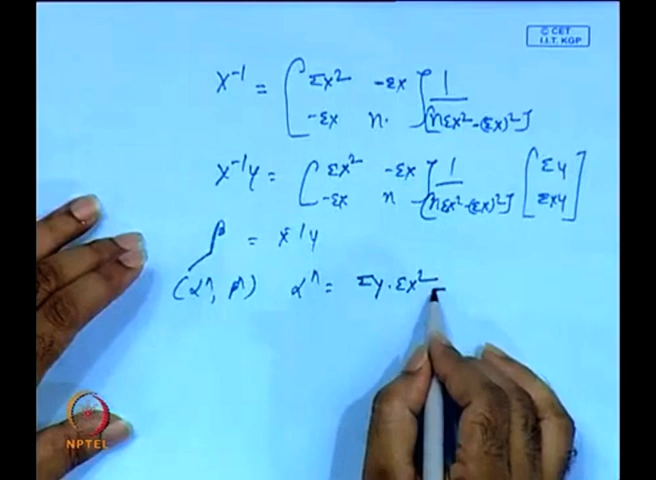 © CET
I.I.T. KGP
X⁻¹ = [Σx² -Σx; -Σx n] 1/[nΣx² - (Σx)²]
X⁻¹y = [Σx² -Σx; -Σx n] 1/[nΣx² - (Σx)²] [Σy; Σxy]
β = X⁻¹y
(α^, β^) α^ = Σy·Σx² -
NPTEL